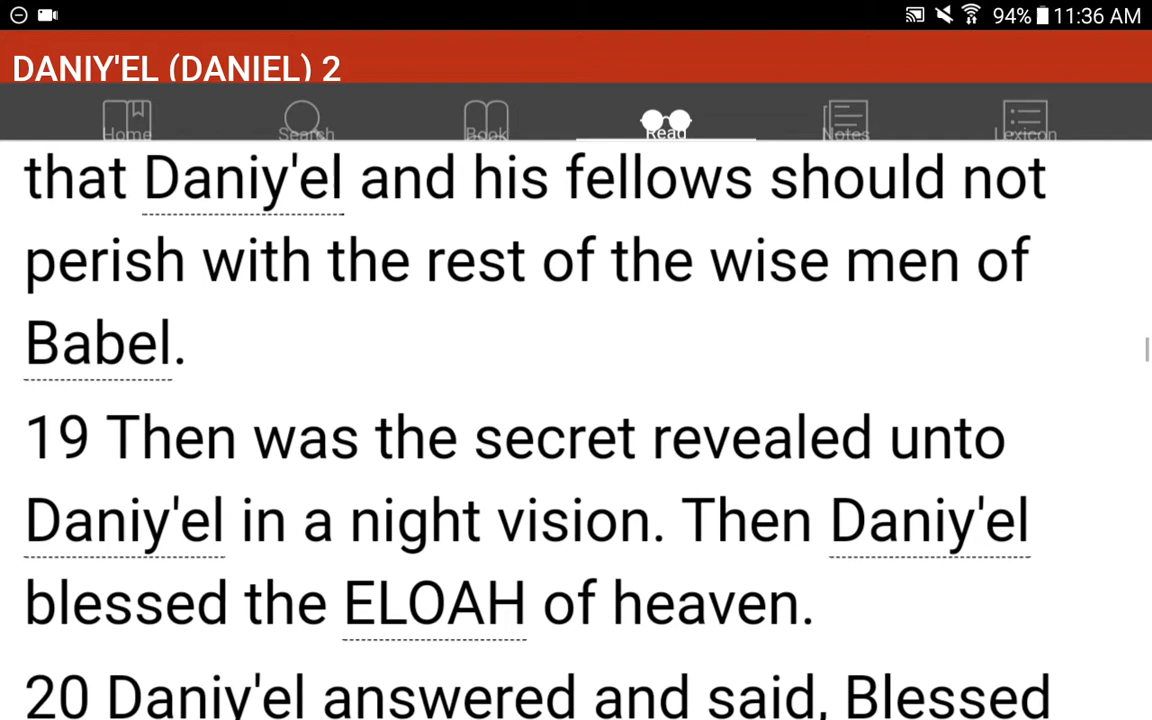 94% 11:36 AM
DANIY'EL (DANIEL) 2
Home Search Book Read Notes Lexicon
that Daniy'el and his fellows should not
perish with the rest of the wise men of
Babel.
19 Then was the secret revealed unto
Daniy'el in a night vision. Then Daniy'el
blessed the ELOAH of heaven.
20 Daniy'el answered and said, Blessed